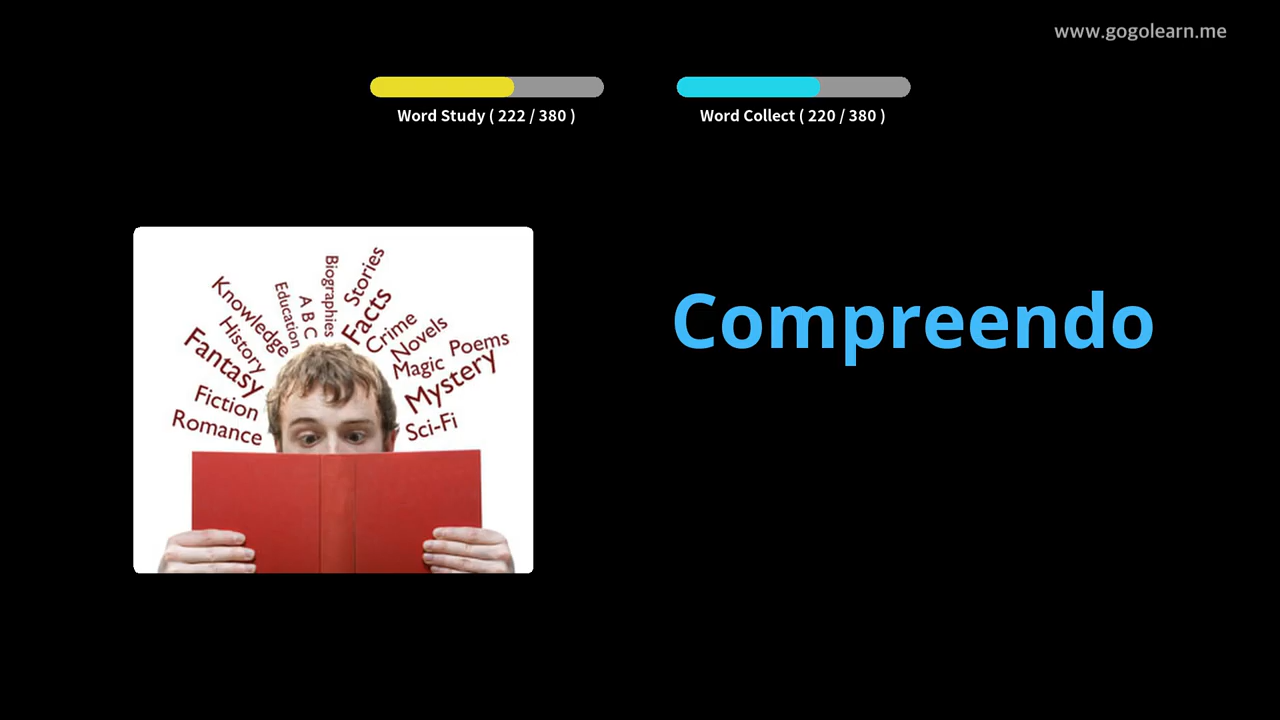 www.gogolearn.me
Word Study ( 222 / 380 )
Word Collect ( 220 / 380 )
Compreendo
Biographies
Stories
Education
A B C
Facts
Knowledge
Crime
History
Novels
Fantasy
Magic
Poems
Mystery
Fiction
Romance
Sci-Fi